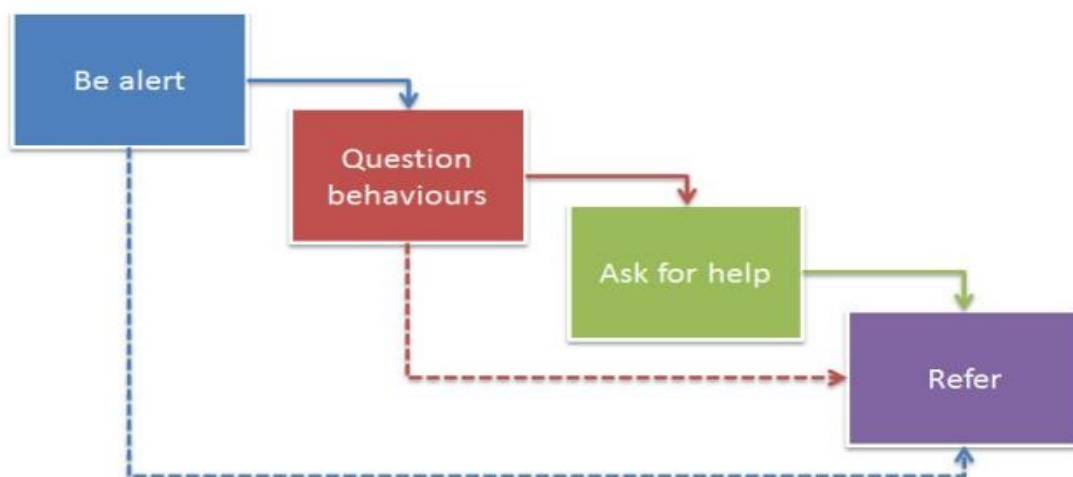 Be alert
Question
behaviours
Ask for help
Refer